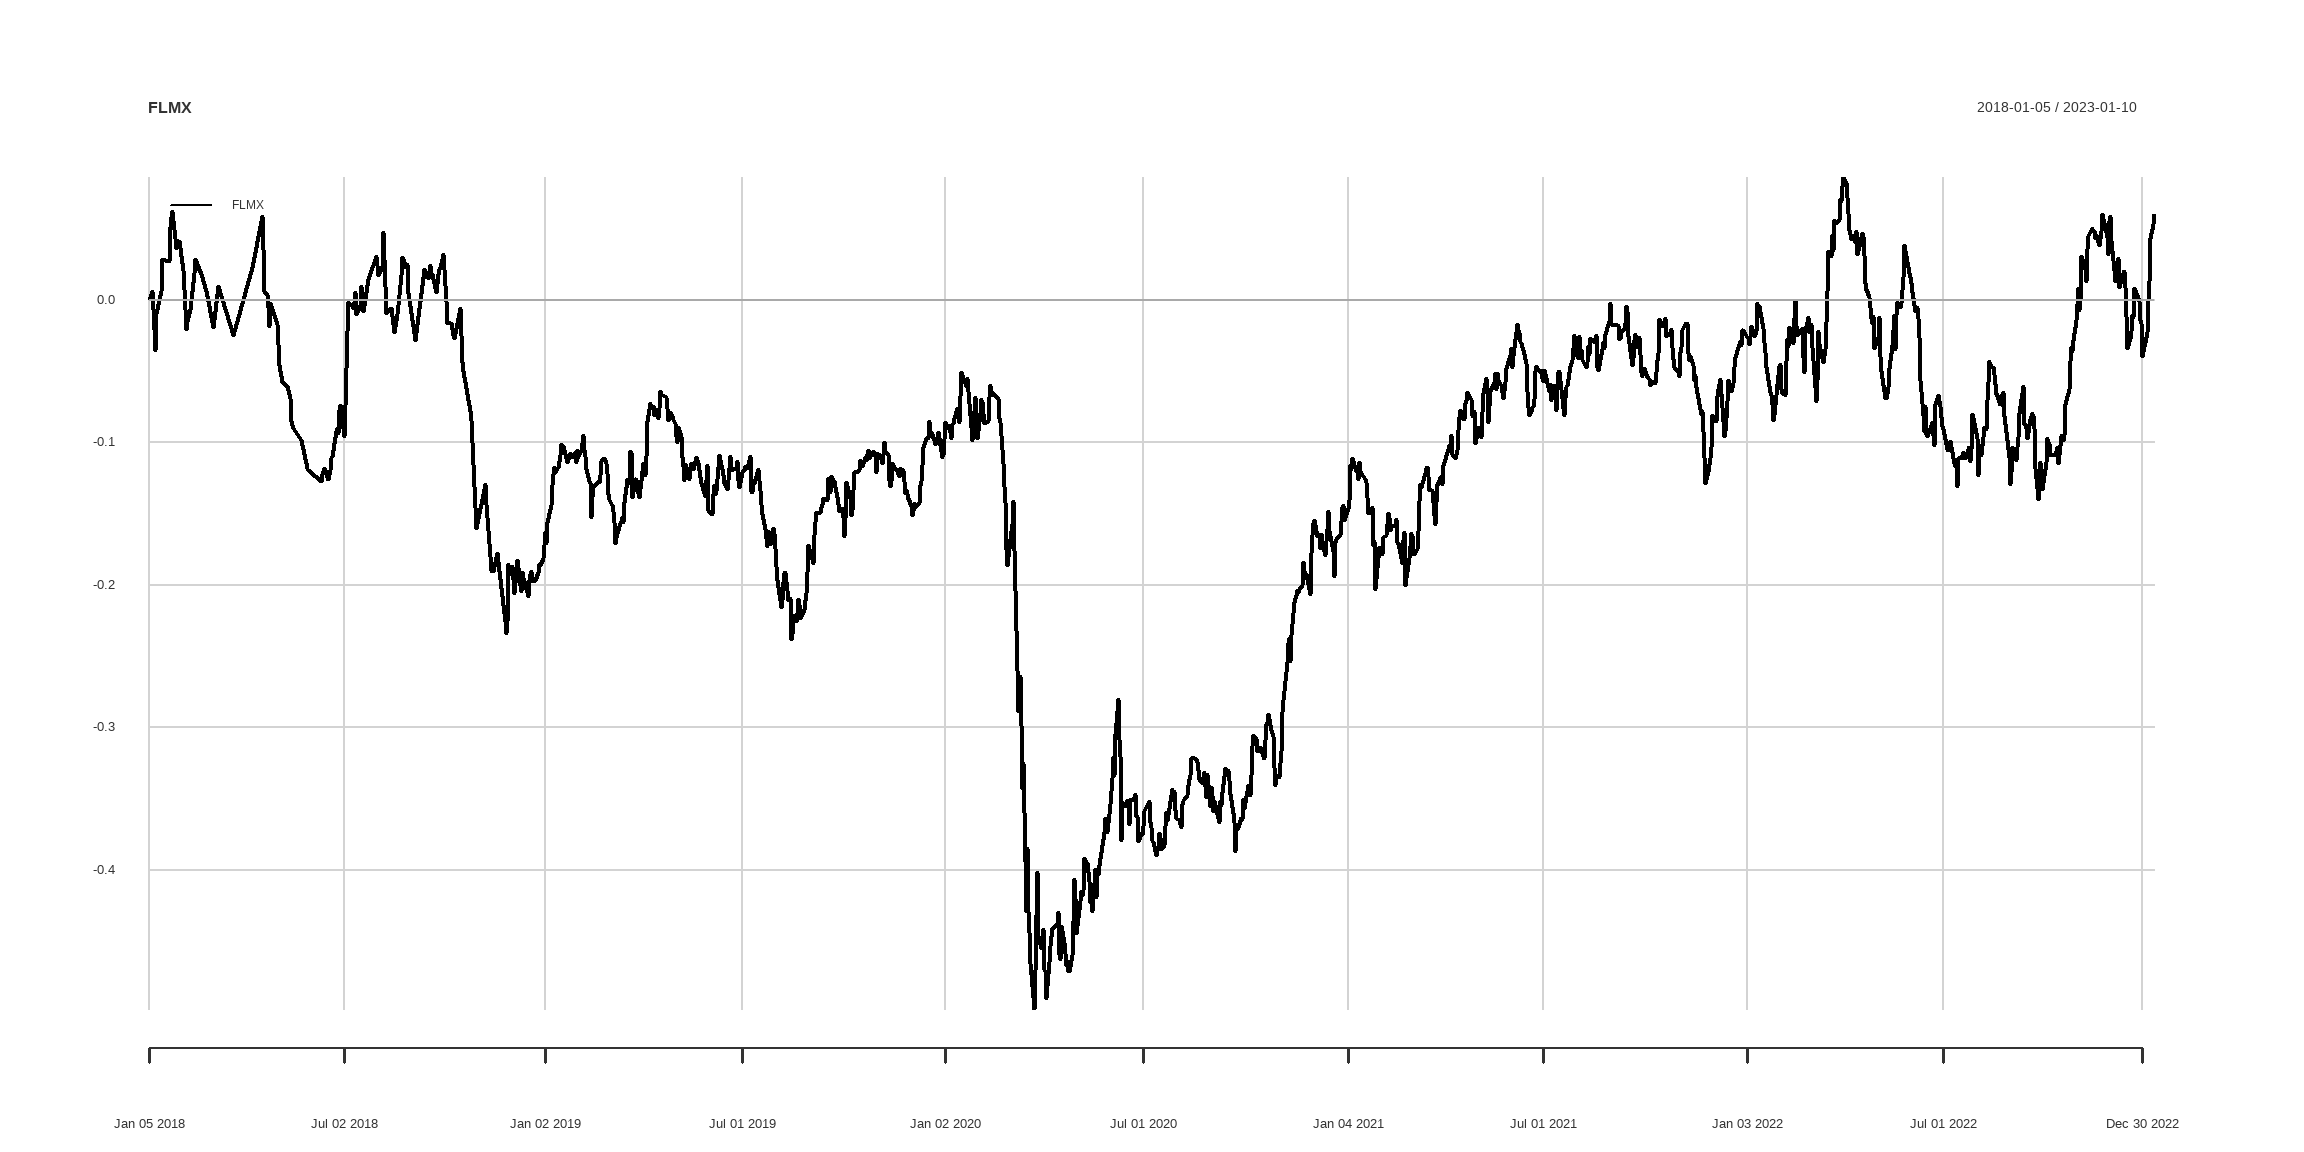 FLMX
2018-01-05 / 2023-01-10
FLMX
0.0
-0.1
-0.2
-0.3
-0.4
Jan 05 2018
Jul 02 2018
Jan 02 2019
Jul 01 2019
Jan 02 2020
Jul 01 2020
Jan 04 2021
Jul 01 2021
Jan 03 2022
Jul 01 2022
Dec 30 2022